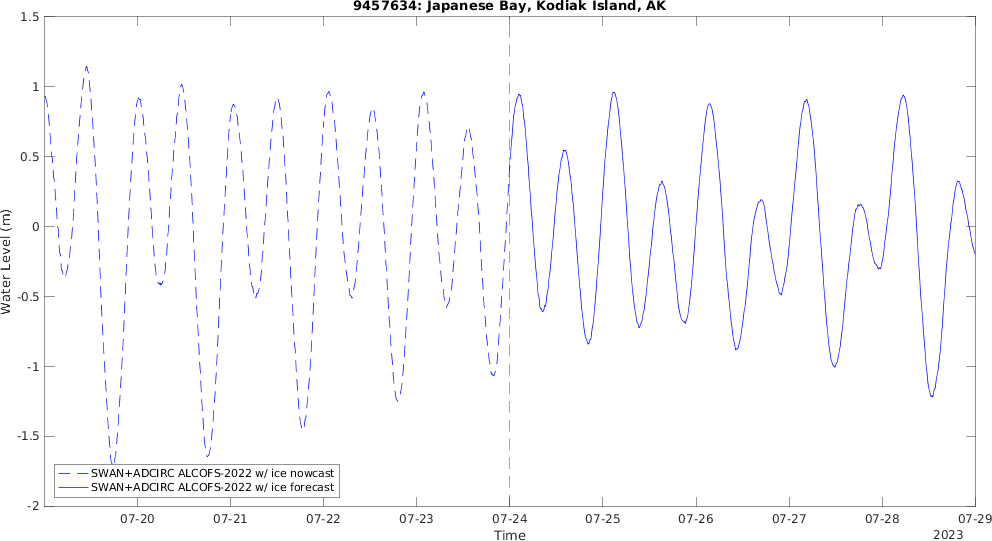 9457634: Japanese Bay, Kodiak Island, AK
1.5
1
0.5
0
-0.5
-1
-1.5
-2
Water Level (m)
SWAN+ADCIRC ALCOFS-2022 w/ ice nowcast
SWAN+ADCIRC ALCOFS-2022 w/ ice forecast
07-20 07-21 07-22 07-23 07-24 07-25 07-26 07-27 07-28 07-29
Time
2023